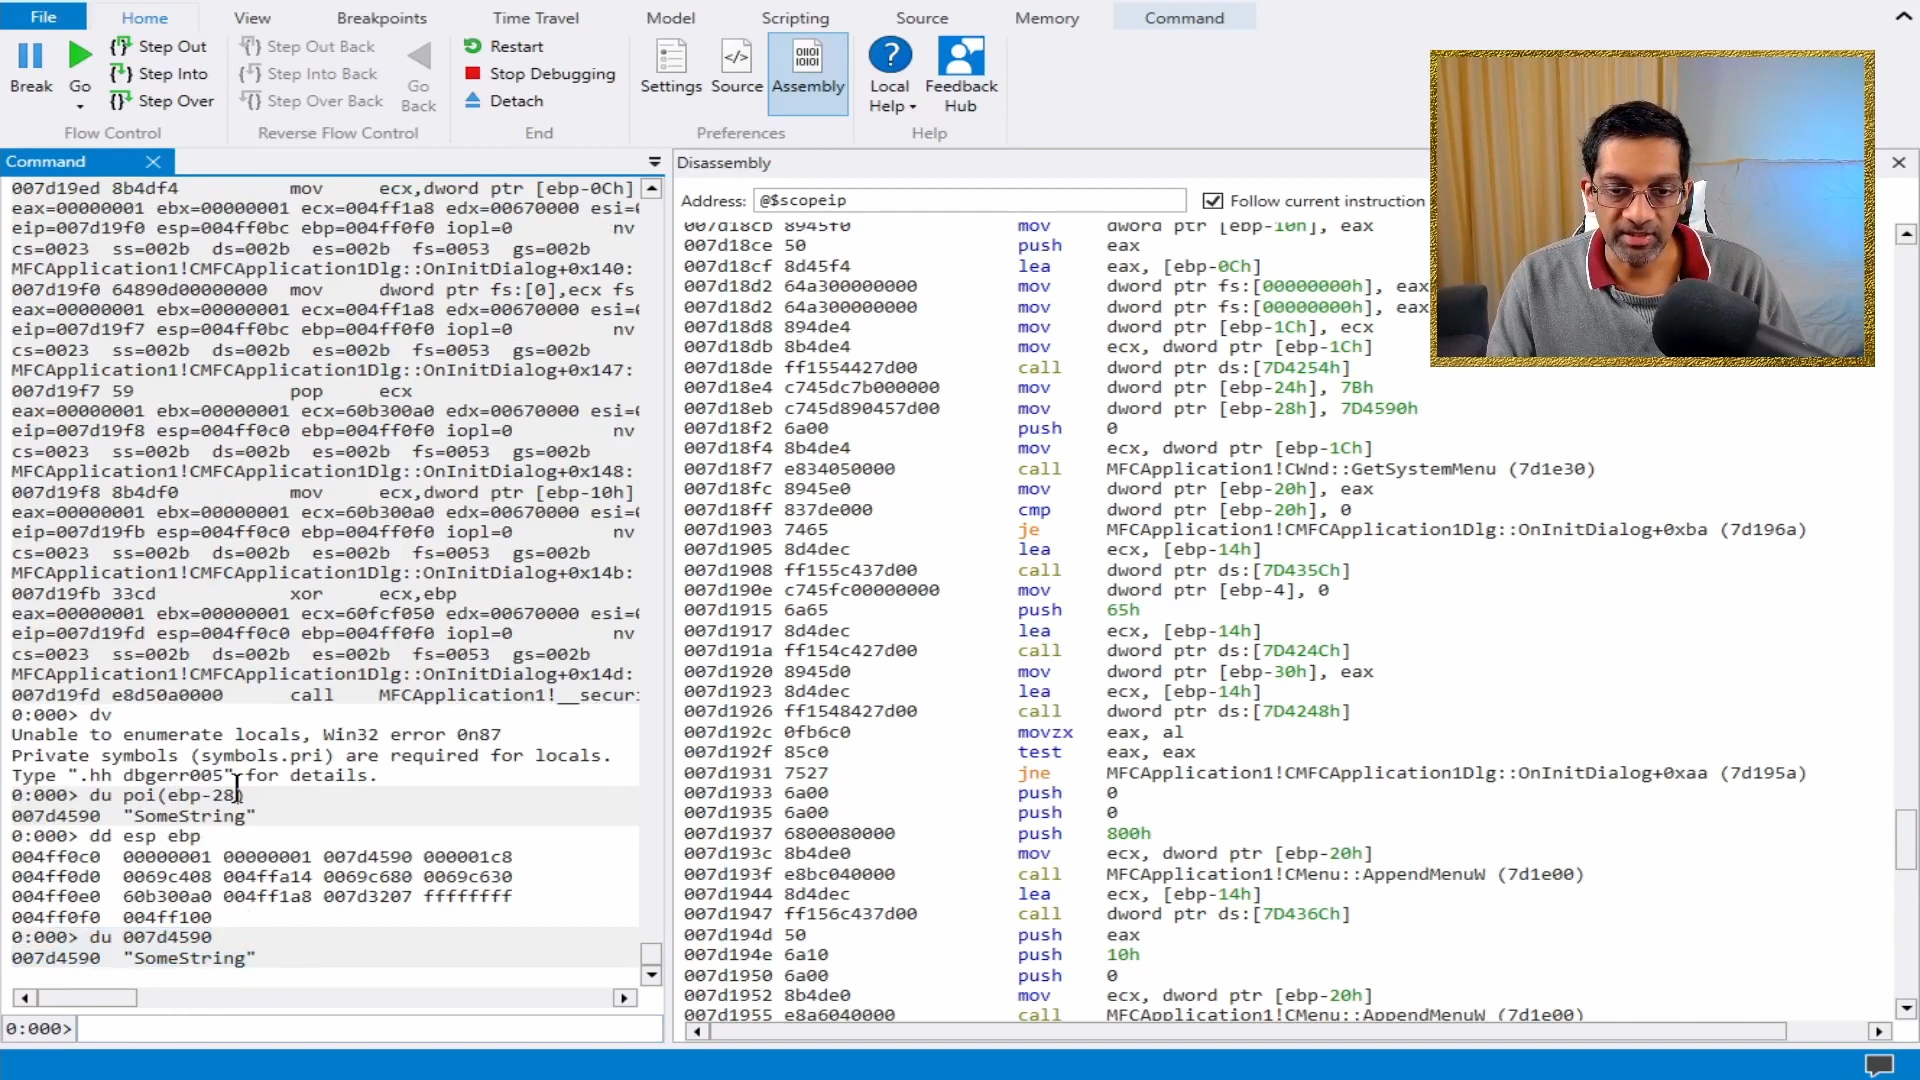 File
Home
View
Breakpoints
Time Travel
Model
Scripting
Source
Memory
Command
Break
Go
Step Out
Step Into
Step Over
Flow Control
Step Out Back
Step Into Back
Step Over Back
Go
Back
Reverse Flow Control
Restart
Stop Debugging
Detach
End
Settings
Source
Assembly
Preferences
Local
Help
Feedback
Hub
Help
Command
007d19ed 8b4df4 mov ecx,dword ptr [ebp-0Ch]
eax=00000001 ebx=00000001 ecx=004ff1a8 edx=00670000 esi=
eip=007d19f0 esp=004ff0bc ebp=004ff0f0 iopl=0 nv
cs=0023 ss=002b ds=002b es=002b fs=0053 gs=002b
MFCApplication1!CMFCApplication1Dlg::OnInitDialog+0x140:
007d19f0 64890d00000000 mov dword ptr fs:[0],ecx fs
eax=00000001 ebx=00000001 ecx=004ff1a8 edx=00670000 esi=
eip=007d19f7 esp=004ff0bc ebp=004ff0f0 iopl=0 nv
cs=0023 ss=002b ds=002b es=002b fs=0053 gs=002b
MFCApplication1!CMFCApplication1Dlg::OnInitDialog+0x147:
007d19f7 59 pop ecx
eax=00000001 ebx=00000001 ecx=60b300a0 edx=00670000 esi=
eip=007d19f8 esp=004ff0c0 ebp=004ff0f0 iopl=0 nv
cs=0023 ss=002b ds=002b es=002b fs=0053 gs=002b
MFCApplication1!CMFCApplication1Dlg::OnInitDialog+0x148:
007d19f8 8b4df0 mov ecx,dword ptr [ebp-10h]
eax=00000001 ebx=00000001 ecx=60b300a0 edx=00670000 esi=
eip=007d19fb esp=004ff0c0 ebp=004ff0f0 iopl=0 nv
cs=0023 ss=002b ds=002b es=002b fs=0053 gs=002b
MFCApplication1!CMFCApplication1Dlg::OnInitDialog+0x14b:
007d19fb 33cd xor ecx,ebp
eax=00000001 ebx=00000001 ecx=60fcf050 edx=00670000 esi=
eip=007d19fd esp=004ff0c0 ebp=004ff0f0 iopl=0 nv
cs=0023 ss=002b ds=002b es=002b fs=0053 gs=002b
MFCApplication1!CMFCApplication1Dlg::OnInitDialog+0x14d:
007d19fd e8d50a0000 call MFCApplication1!__securi
0:000> dv
Unable to enumerate locals, Win32 error 0n87
Private symbols (symbols.pri) are required for locals.
Type ".hh dbgerr005" for details.
0:000> du poi(ebp-28)
007d4590 "SomeString"
0:000> dd esp ebp
004ff0c0 00000001 00000001 007d4590 000001c8
004ff0d0 0069c408 004ffa14 0069c680 0069c630
004ff0e0 60b300a0 004ff1a8 007d3207 ffffffff
004ff0f0 004ff100
0:000> du 007d4590
007d4590 "SomeString"
0:000>
Disassembly
Address: @$scopeip
Follow current instruction
007d18cb 8945f0 mov dword ptr [ebp-10h], eax
007d18ce 50 push eax
007d18cf 8d45f4 lea eax, [ebp-0Ch]
007d18d2 64a300000000 mov dword ptr fs:[00000000h], eax
007d18d2 64a300000000 mov dword ptr fs:[00000000h], eax
007d18d8 894de4 mov dword ptr [ebp-1Ch], ecx
007d18db 8b4de4 mov ecx, dword ptr [ebp-1Ch]
007d18de ff1554427d00 call dword ptr ds:[7D4254h]
007d18e4 c745dc7b000000 mov dword ptr [ebp-24h], 7Bh
007d18eb c745d890457d00 mov dword ptr [ebp-28h], 7D4590h
007d18f2 6a00 push 0
007d18f4 8b4de4 mov ecx, dword ptr [ebp-1Ch]
007d18f7 e834050000 call MFCApplication1!CWnd::GetSystemMenu (7d1e30)
007d18fc 8945e0 mov dword ptr [ebp-20h], eax
007d18ff 837de000 cmp dword ptr [ebp-20h], 0
007d1903 7465 je MFCApplication1!CMFCApplication1Dlg::OnInitDialog+0xba (7d196a)
007d1905 8d4dec lea ecx, [ebp-14h]
007d1908 ff155c437d00 call dword ptr ds:[7D435Ch]
007d190e c745fc00000000 mov dword ptr [ebp-4], 0
007d1915 6a65 push 65h
007d1917 8d4dec lea ecx, [ebp-14h]
007d191a ff154c427d00 call dword ptr ds:[7D424Ch]
007d1920 8945d0 mov dword ptr [ebp-30h], eax
007d1923 8d4dec lea ecx, [ebp-14h]
007d1926 ff1548427d00 call dword ptr ds:[7D4248h]
007d192c 0fb6c0 movzx eax, al
007d192f 85c0 test eax, eax
007d1931 7527 jne MFCApplication1!CMFCApplication1Dlg::OnInitDialog+0xaa (7d195a)
007d1933 6a00 push 0
007d1935 6a00 push 0
007d1937 6800080000 push 800h
007d193c 8b4de0 mov ecx, dword ptr [ebp-20h]
007d193f e8bc040000 call MFCApplication1!CMenu::AppendMenuW (7d1e00)
007d1944 8d4dec lea ecx, [ebp-14h]
007d1947 ff156c437d00 call dword ptr ds:[7D436Ch]
007d194d 50 push eax
007d194e 6a10 push 10h
007d1950 6a00 push 0
007d1952 8b4de0 mov ecx, dword ptr [ebp-20h]
007d1955 e8a6040000 call MFCApplication1!CMenu::AppendMenuW (7d1e00)